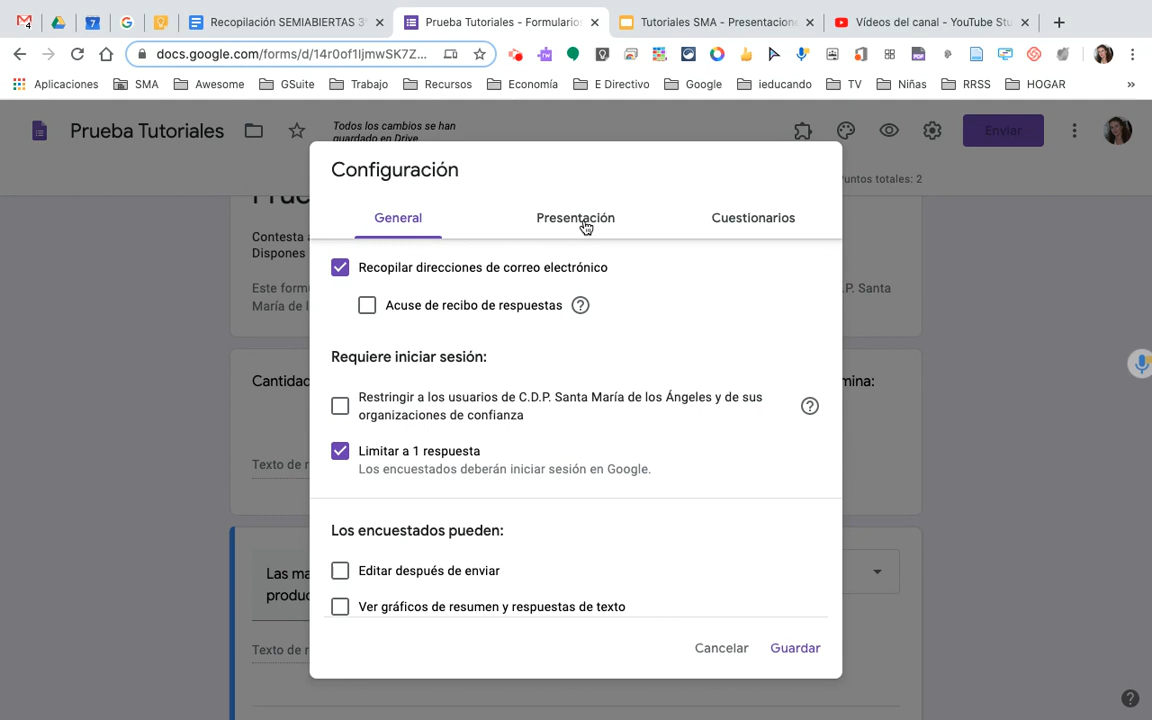 4
7
Recopilación SEMIABIERTAS 3º
Prueba Tutoriales - Formularios
Tutoriales SMA - Presentacione
Vídeos del canal - YouTube Stu
docs.google.com/forms/d/14r0of1ljmwSK7Z...
Aplicaciones
SMA
Awesome
GSuite
Trabajo
Recursos
Economía
E Directivo
Google
ieducando
TV
Niñas
RRSS
HOGAR
»
Prueba Tutoriales
Todos los cambios se han
guardado en Drive
Enviar
untos totales: 2
Configuración
General
Presentación
Cuestionarios
Contesta
Dispones
Este form
María de l
.P. Santa
Recopilar direcciones de correo electrónico
Acuse de recibo de respuestas
Requiere iniciar sesión:
Cantidad
mina:
Restringir a los usuarios de C.D.P. Santa María de los Ángeles y de sus
organizaciones de confianza
Limitar a 1 respuesta
Los encuestados deberán iniciar sesión en Google.
Texto de r
Los encuestados pueden:
Las ma
produc
Editar después de enviar
Ver gráficos de resumen y respuestas de texto
Texto de r
Cancelar
Guardar